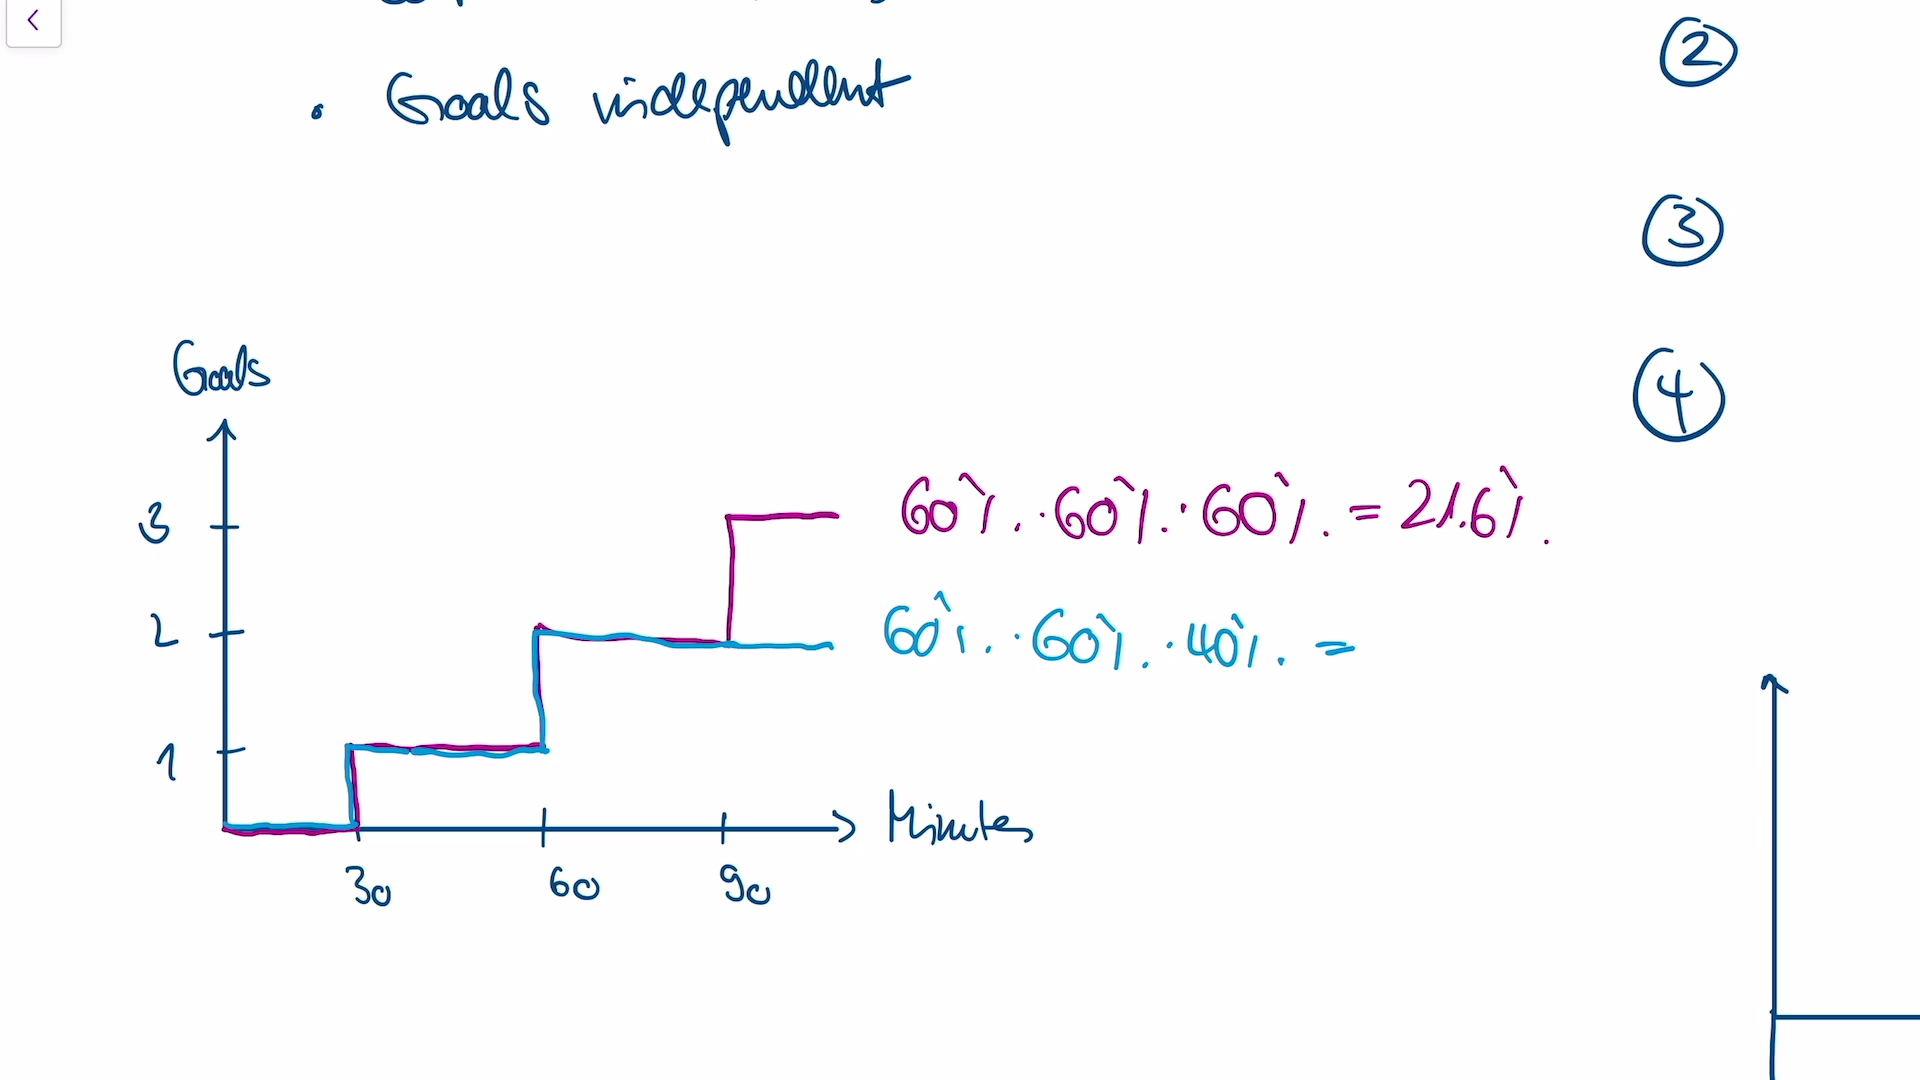 • Goals independent
2
3
4
Goals
3
60% · 60% · 60% = 21.6%
2
60% · 60% · 40% =
1
Minutes
30 60 90